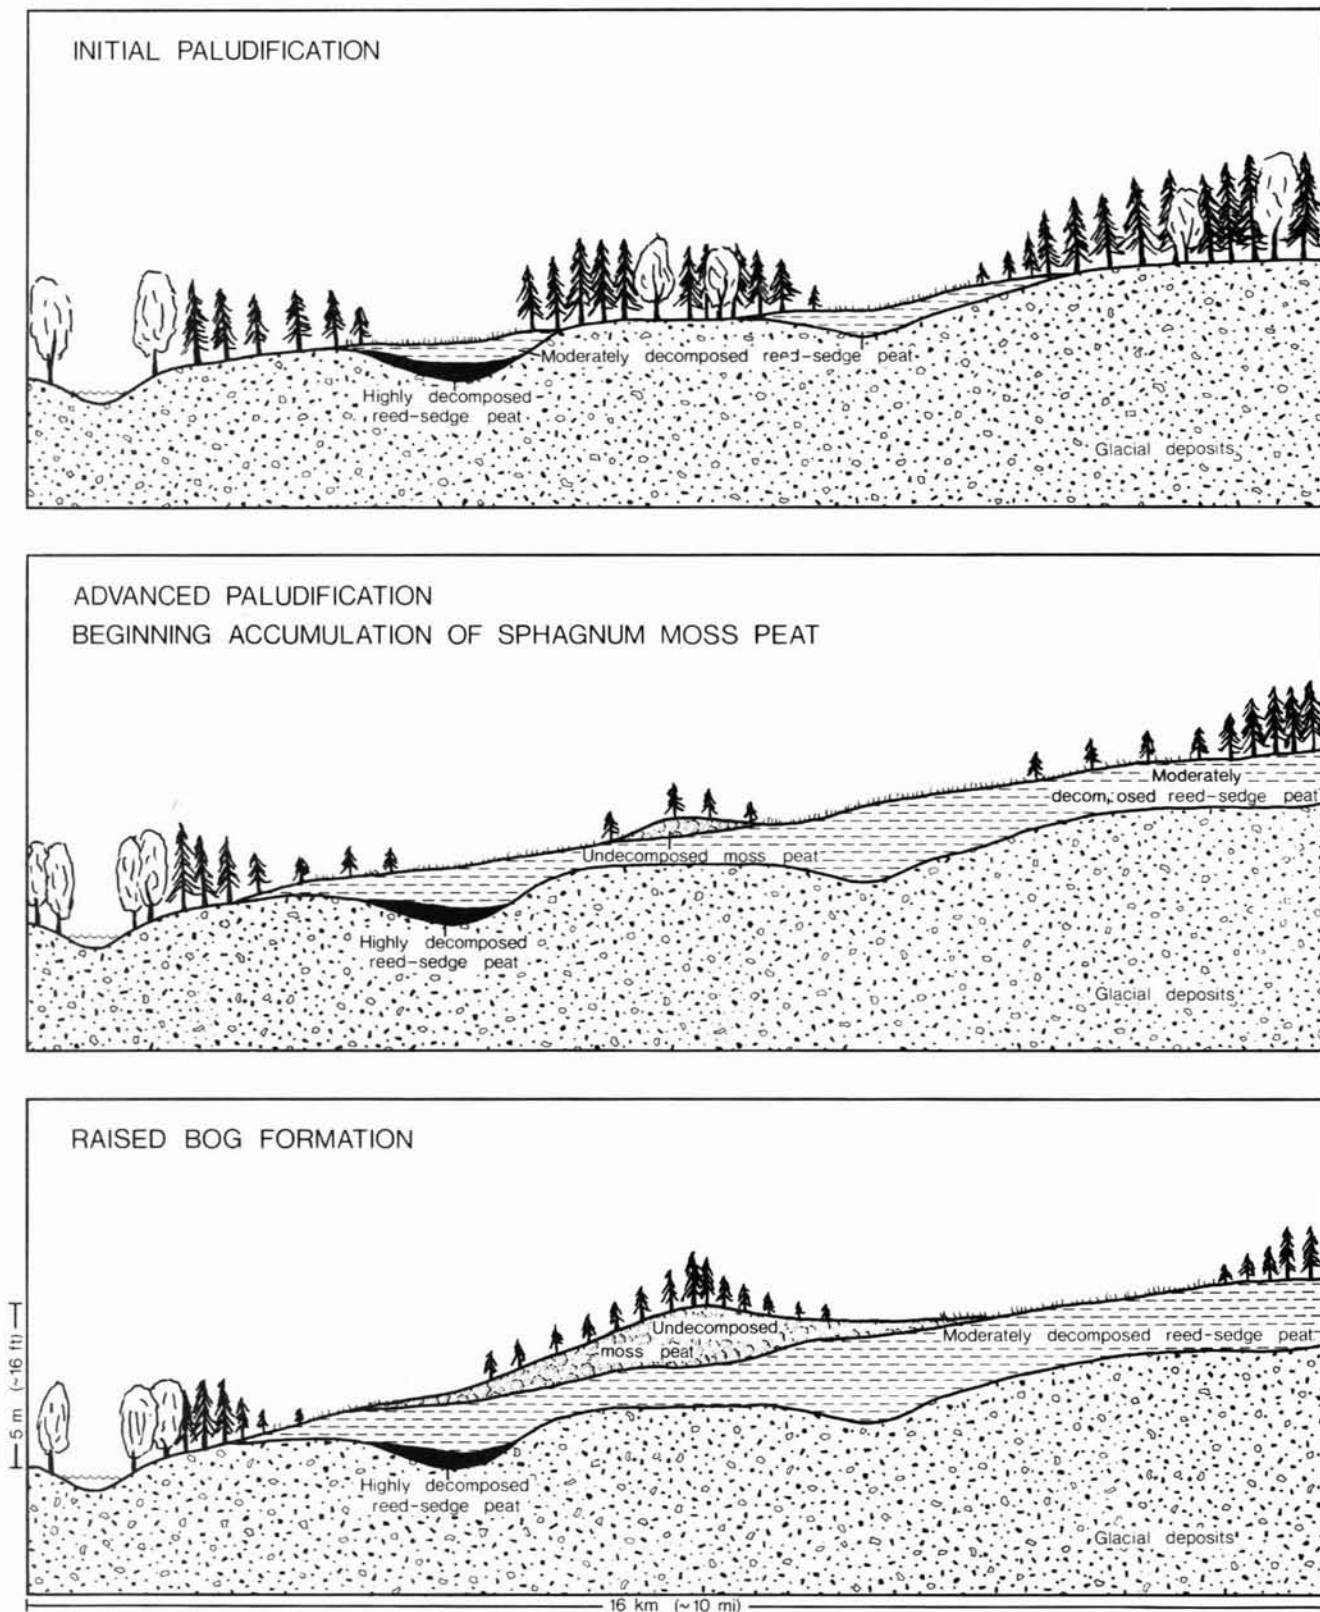 INITIAL PALUDIFICATION
Moderately decomposed reed-sedge peat
Highly decomposed
reed-sedge peat
Glacial deposits
ADVANCED PALUDIFICATION
BEGINNING ACCUMULATION OF SPHAGNUM MOSS PEAT
Moderately
decomposed reed-sedge peat
Undecomposed moss peat
Highly decomposed
reed-sedge peat
Glacial deposits
RAISED BOG FORMATION
Undecomposed
moss peat
Moderately decomposed reed-sedge peat
5 m (~16 ft)
Highly decomposed
reed-sedge peat
Glacial deposits
16 km (~10 mi)